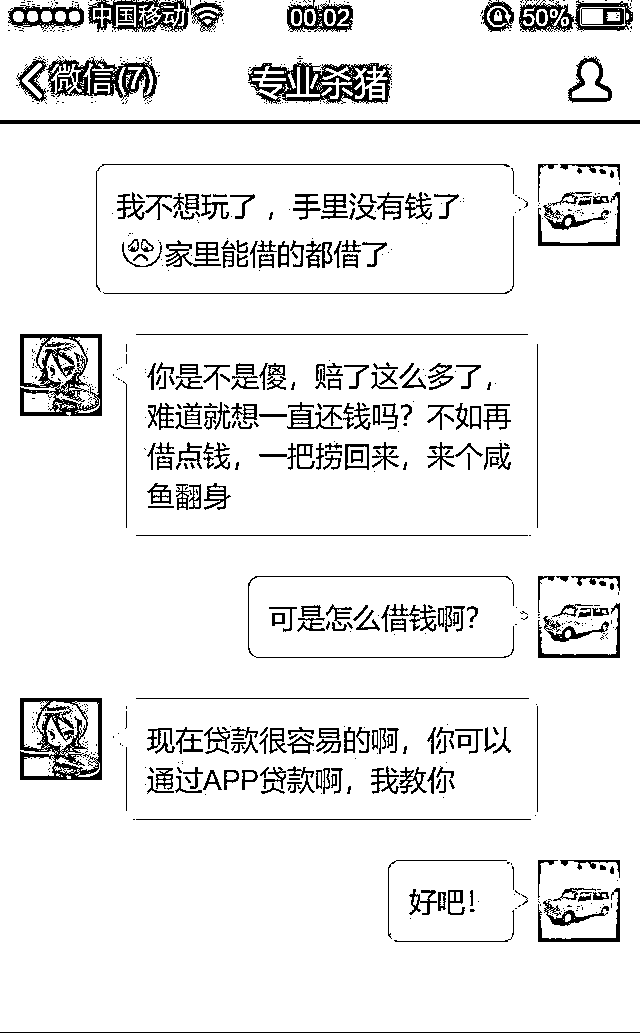 中国移动 00:02 50%
微信(7) 专业杀猪
我不想玩了，手里没有钱了
家里能借的都借了
你是不是傻，赔了这么多了，
难道就想一直还钱吗？不如再
借点钱，一把捞回来，来个咸
鱼翻身
可是怎么借钱啊？
现在贷款很容易的啊，你可以
通过APP贷款啊，我教你
好吧！